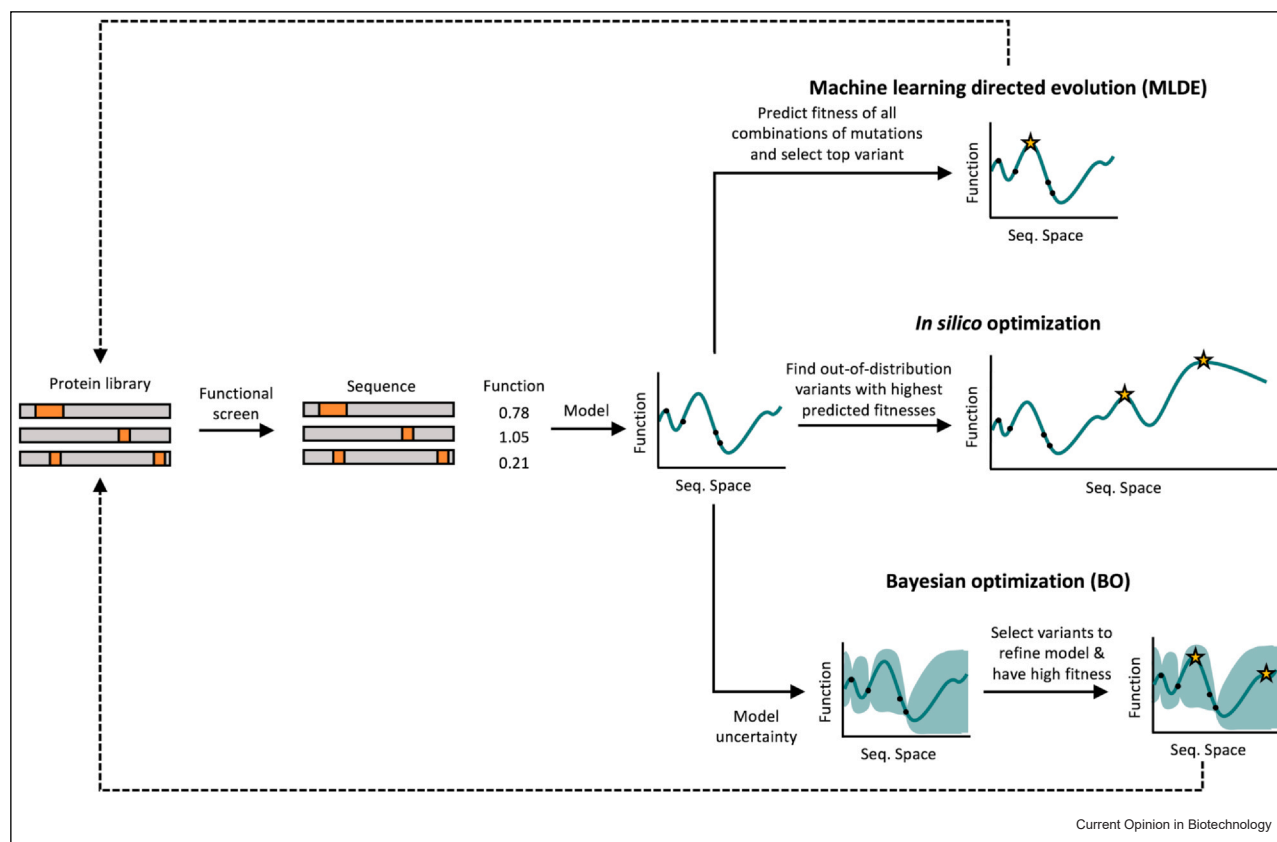 Machine learning directed evolution (MLDE)
Predict fitness of all
combinations of mutations
and select top variant
Function
Seq. Space
In silico optimization
Protein library
Functional
screen
Sequence
Function
0.78
1.05
0.21
Model
Function
Seq. Space
Find out-of-distribution
variants with highest
predicted fitnesses
Function
Seq. Space
Bayesian optimization (BO)
Model
uncertainty
Function
Seq. Space
Select variants to
refine model &
have high fitness
Function
Seq. Space
Current Opinion in Biotechnology